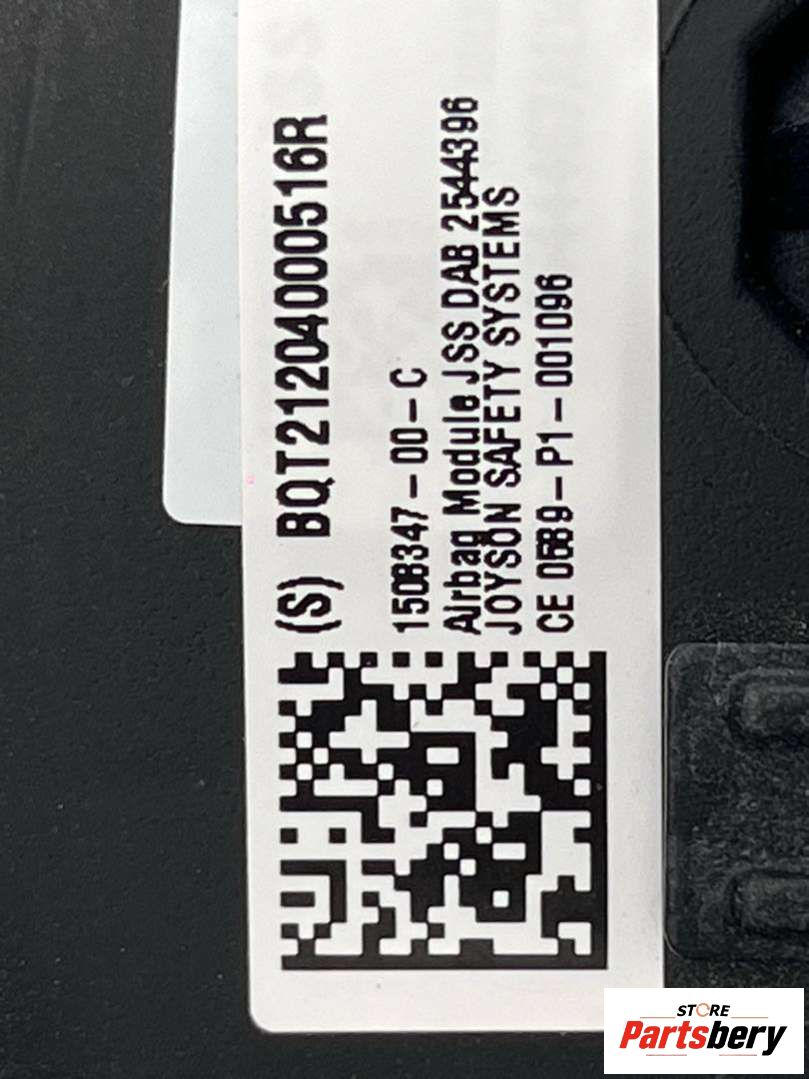 (S) BQT21204000516R
1508347-00-C
Airbag Module JSS DAB 2544396
JOYSON SAFETY SYSTEMS
CE 0589-P1-001096
STORE
Partsbery